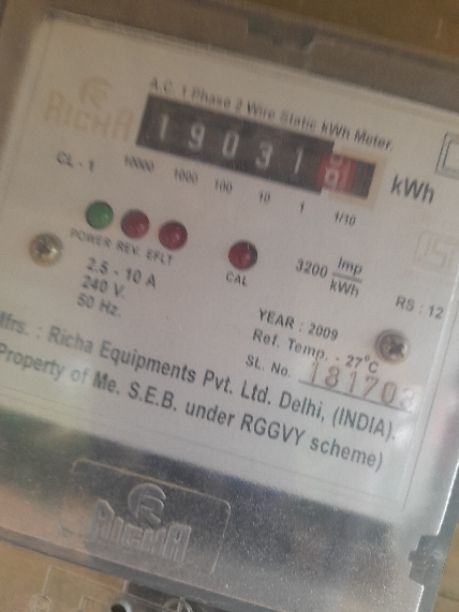 A.C. 1 Phase 2 Wire Static kWh Meter.
RICHA
19031
kWh
CL - 1
10000 1000 100 10 1 1/10
POWER REV. EFLT
CAL
3200 Imp
kWh
2.5 - 10 A
240 V.
50 Hz.
RS : 12
YEAR : 2009
Ref. Temp. - 27°C
SL. No. 181703
Mfrs. : Richa Equipments Pvt. Ltd. Delhi, (INDIA).
Property of Me. S.E.B. under RGGVY scheme)
RICHA